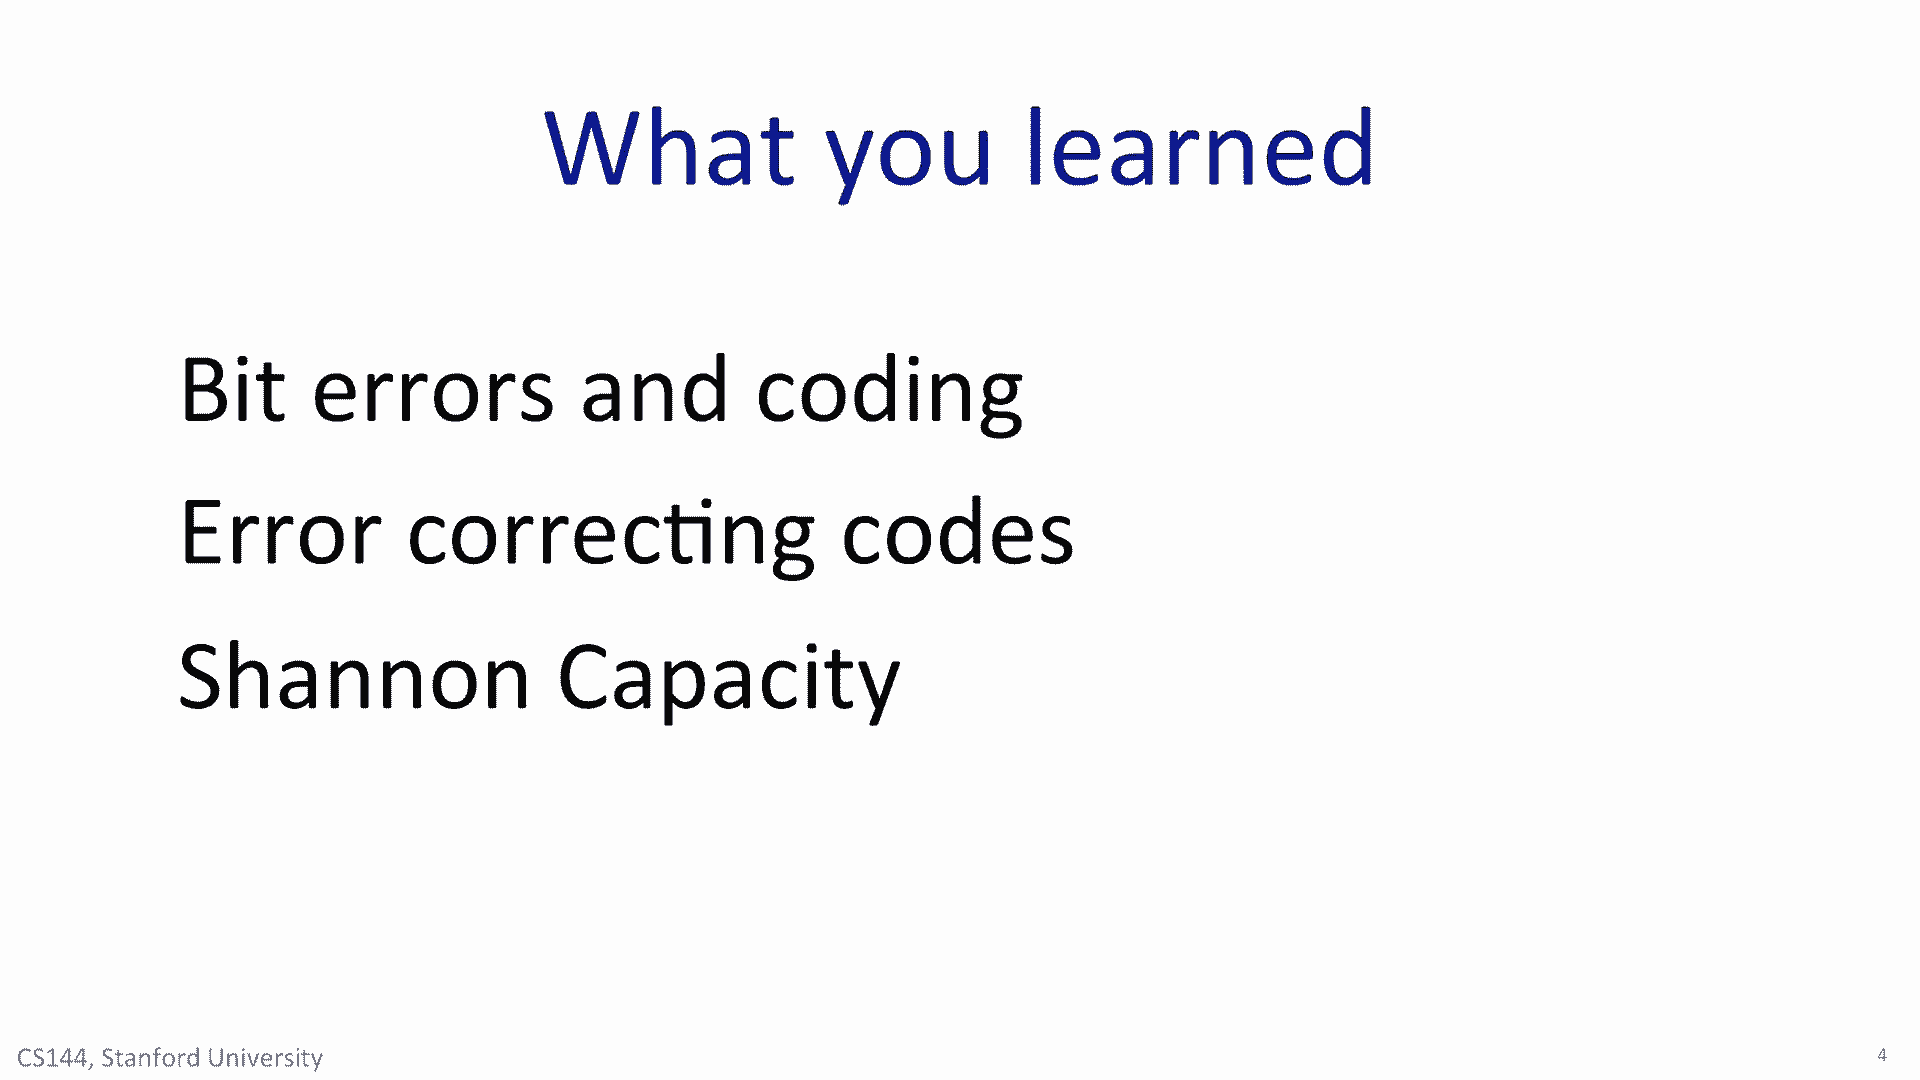 What you learned
Bit errors and coding
Error correcting codes
Shannon Capacity
CS144, Stanford University
4